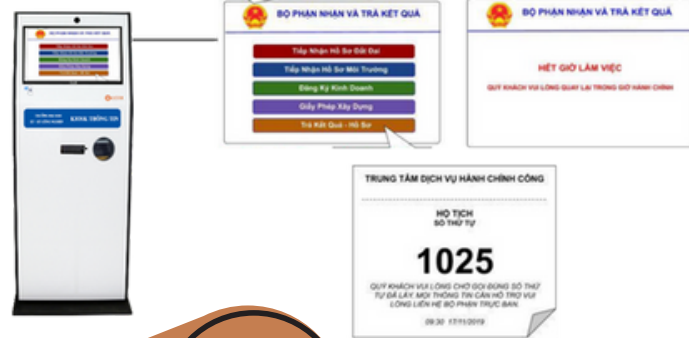 KIOSK THÔNG TIN
BỘ PHẬN NHẬN VÀ TRẢ KẾT QUẢ
Tiếp Nhận Hồ Sơ Đất Đai
Tiếp Nhận Hồ Sơ Môi Trường
Đăng Ký Kinh Doanh
Giấy Phép Xây Dựng
Trả Kết Quả - Hồ Sơ
BỘ PHẬN NHẬN VÀ TRẢ KẾT QUẢ
HẾT GIỜ LÀM VIỆC
QUÝ KHÁCH VUI LÒNG QUAY LẠI TRONG GIỜ HÀNH CHÍNH
TRUNG TÂM DỊCH VỤ HÀNH CHÍNH CÔNG
HỘ TỊCH
SỐ THỨ TỰ
1025
QUÝ KHÁCH VUI LÒNG CHỜ GỌI ĐÚNG SỐ THỨ
TỰ ĐÃ LẤY. MỌI THÔNG TIN CẦN HỖ TRỢ VUI
LÒNG LIÊN HỆ BỘ PHẬN TRỰC BAN.
09:30 17/11/2019